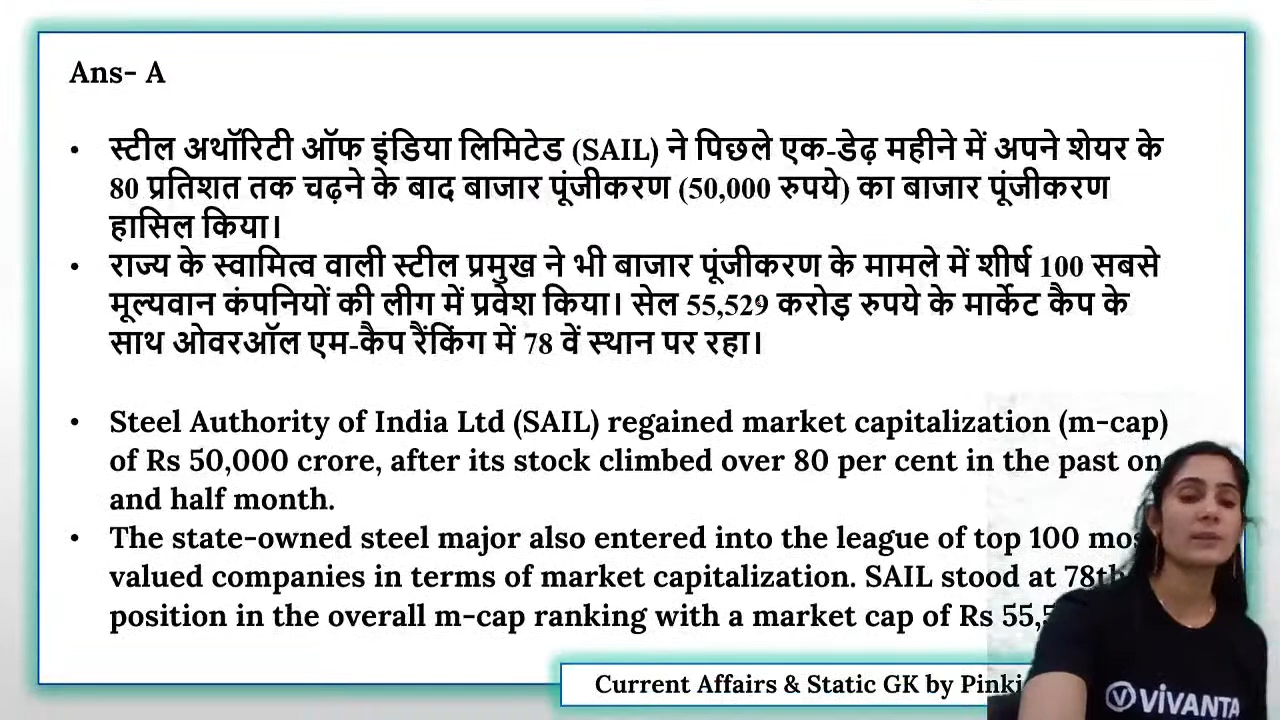 Ans- A
• स्टील अथॉरिटी ऑफ इंडिया लिमिटेड (SAIL) ने पिछले एक-डेढ़ महीने में अपने शेयर के
80 प्रतिशत तक चढ़ने के बाद बाजार पूंजीकरण (50,000 रुपये) का बाजार पूंजीकरण
हासिल किया।
• राज्य के स्वामित्व वाली स्टील प्रमुख ने भी बाजार पूंजीकरण के मामले में शीर्ष 100 सबसे
मूल्यवान कंपनियों की लीग में प्रवेश किया। सेल 55,529 करोड़ रुपये के मार्केट कैप के
साथ ओवरऑल एम-कैप रैंकिंग में 78 वें स्थान पर रहा।
• Steel Authority of India Ltd (SAIL) regained market capitalization (m-cap)
of Rs 50,000 crore, after its stock climbed over 80 per cent in the past
and half month.
• The state-owned steel major also entered into the league of top 100
valued companies in terms of market capitalization. SAIL stood at 78th
position in the overall m-cap ranking with a market cap of Rs
Current Affairs & Static GK by
VIVANTA